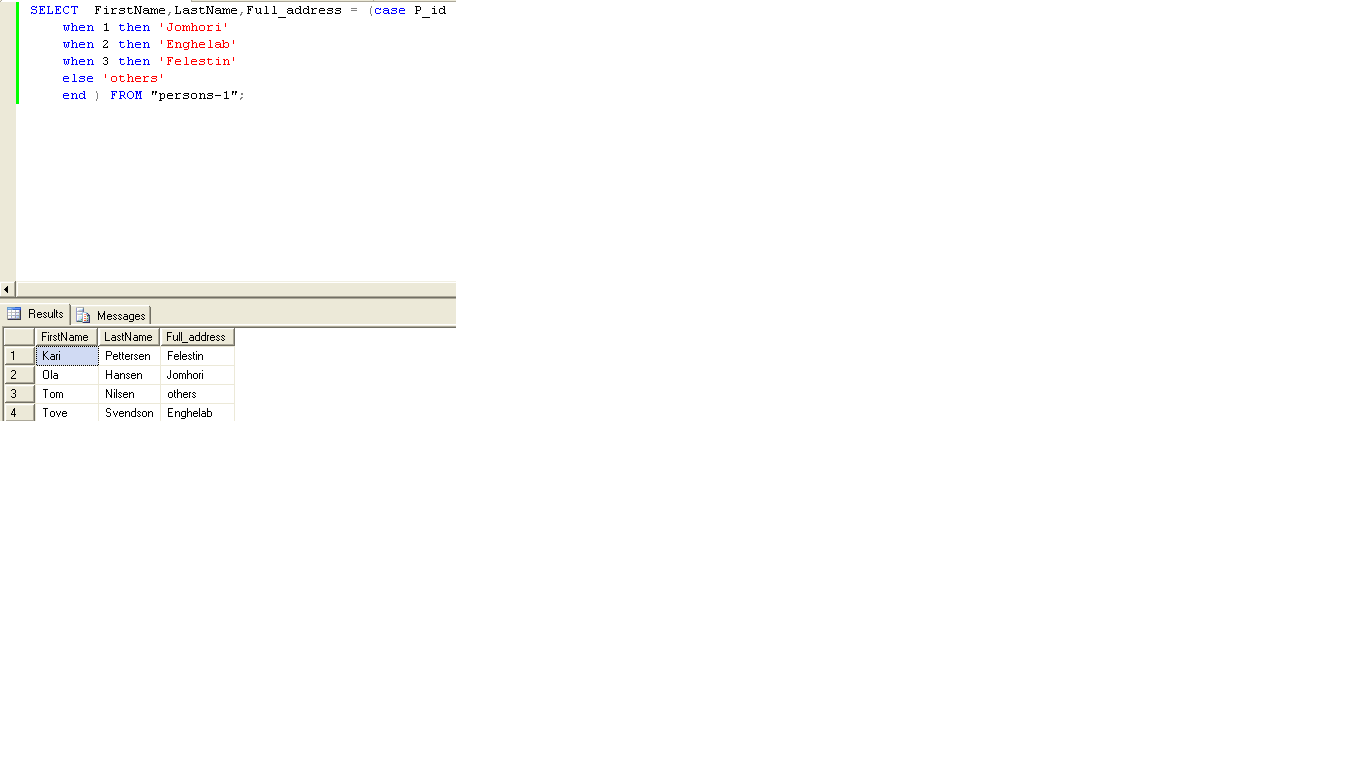 SELECT  FirstName,LastName,Full_address = (case P_id
    when 1 then 'Jomhori'
    when 2 then 'Enghelab'
    when 3 then 'Felestin'
    else 'others'
    end ) FROM "persons-1";
Results Messages
FirstName LastName Full_address
1 Kari Pettersen Felestin
2 Ola Hansen Jomhori
3 Tom Nilsen others
4 Tove Svendson Enghelab